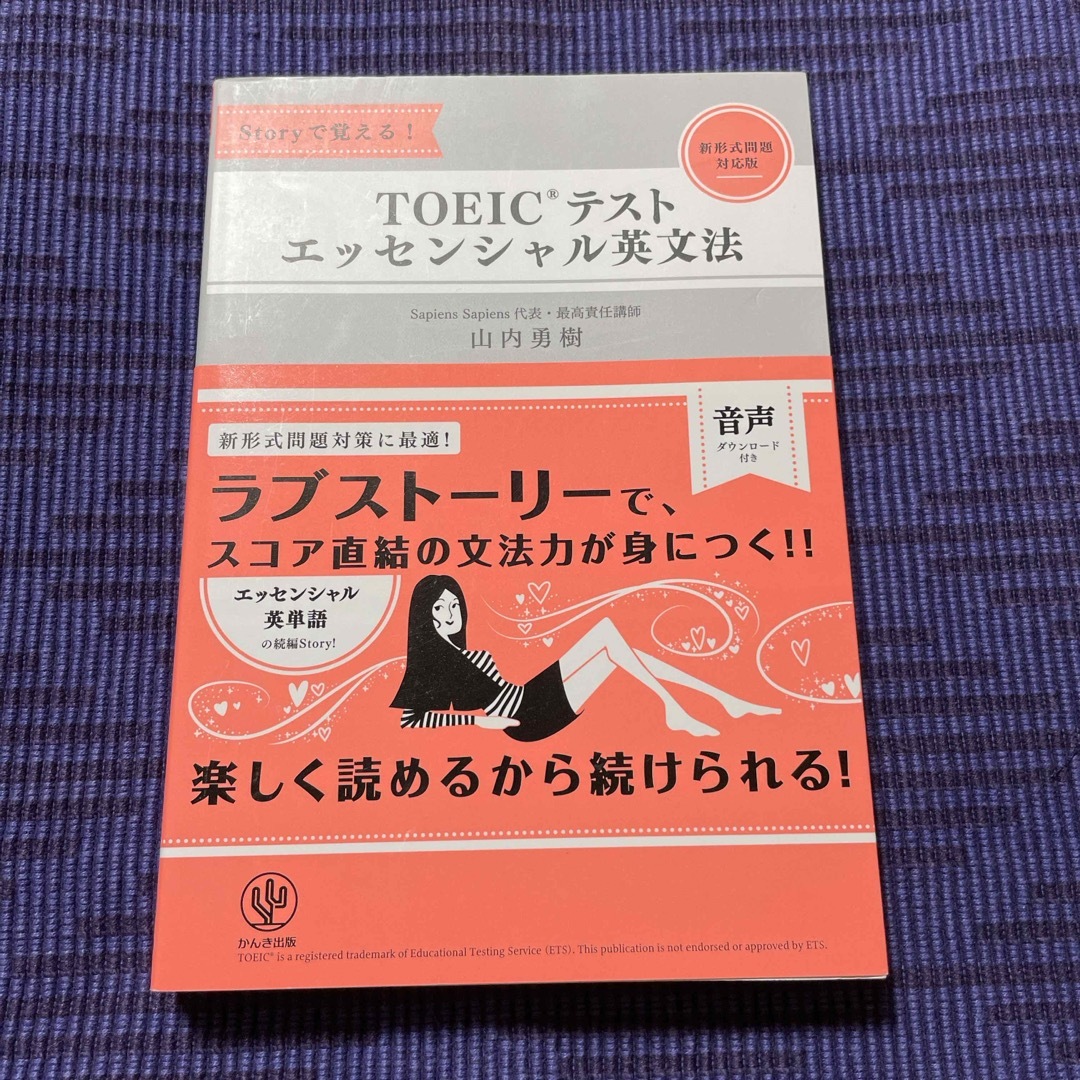 Storyで覚える！
新形式問題
対応版
TOEIC®テスト
エッセンシャル英文法
Sapiens Sapiens 代表・最高責任講師
山内勇樹
音声
ダウンロード
付き
新形式問題対策に最適！
ラブストーリーで、
スコア直結の文法力が身につく！！
エッセンシャル
英単語
の続編Story!
楽しく読めるから続けられる！
かんき出版
TOEIC® is a registered trademark of Educational Testing Service (ETS). This publication is not endorsed or approved by ETS.